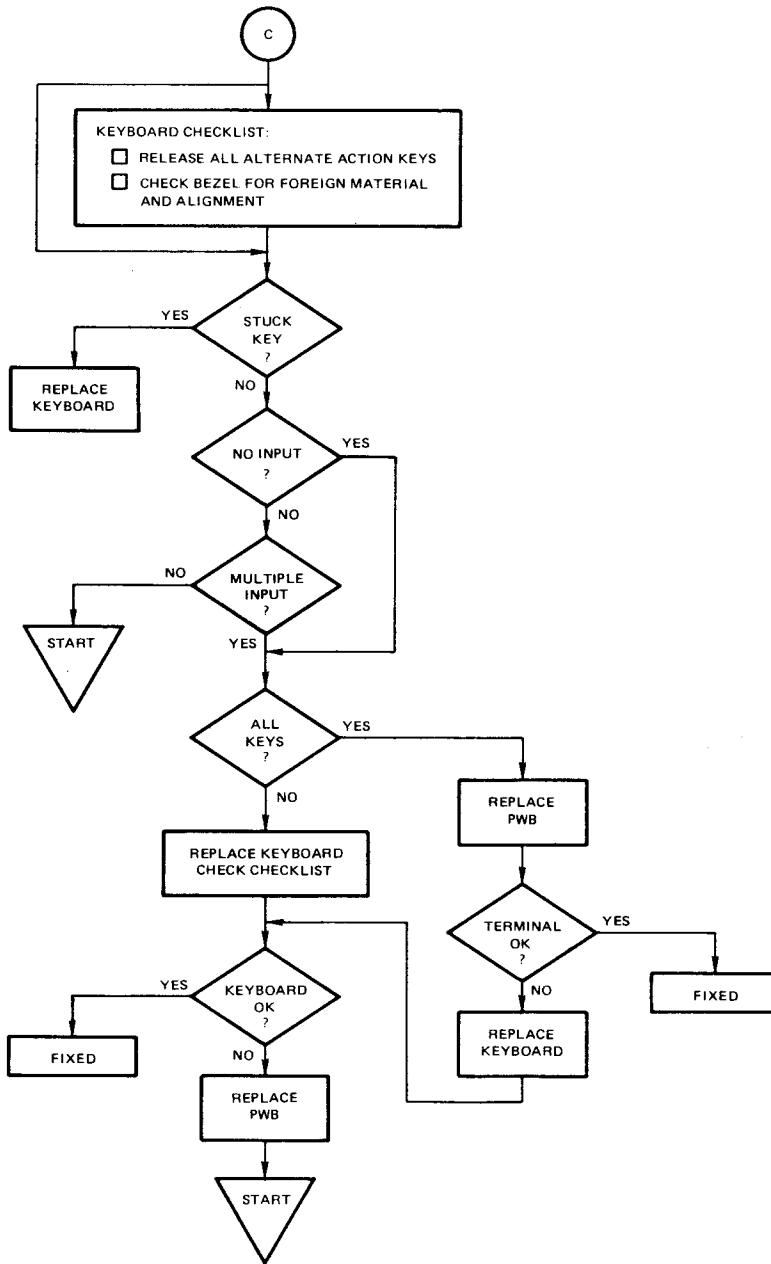 C
KEYBOARD CHECKLIST:
RELEASE ALL ALTERNATE ACTION KEYS
CHECK BEZEL FOR FOREIGN MATERIAL
AND ALIGNMENT
YES
STUCK
KEY
?
NO
REPLACE
KEYBOARD
NO INPUT
?
YES
NO
NO
MULTIPLE
INPUT
?
START
YES
ALL
KEYS
?
YES
NO
REPLACE
PWB
REPLACE KEYBOARD
CHECK CHECKLIST
TERMINAL
OK
?
YES
NO
FIXED
YES
KEYBOARD
OK
?
REPLACE
KEYBOARD
FIXED
NO
REPLACE
PWB
START